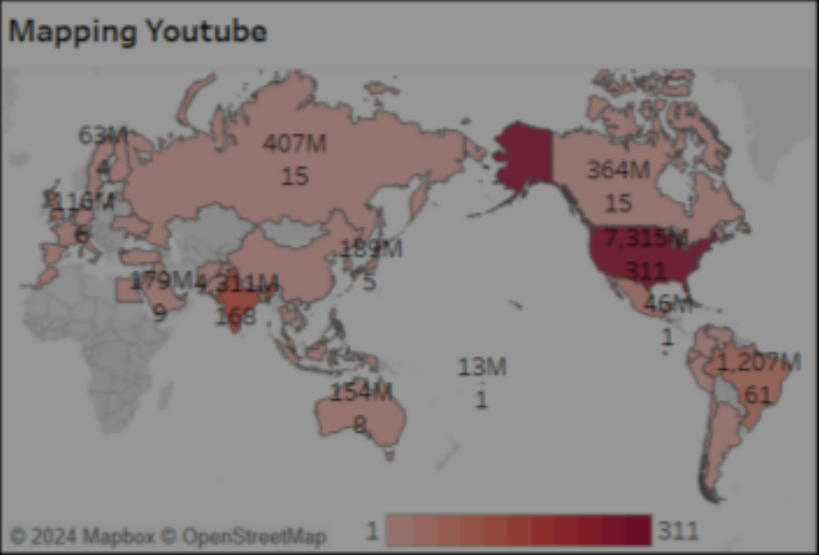 Mapping Youtube
63M
4
407M
15
364M
15
116M
6
189M
5
7,315M
311
179M
9
4,311M
168
46M
1
13M
1
1,207M
61
154M
8
© 2024 Mapbox © OpenStreetMap
1
311